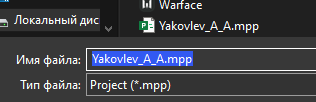 Warface
Локальный дис
Yakovlev_A_A.mpp
Имя файла: Yakovlev_A_A.mpp
Тип файла: Project (*.mpp)